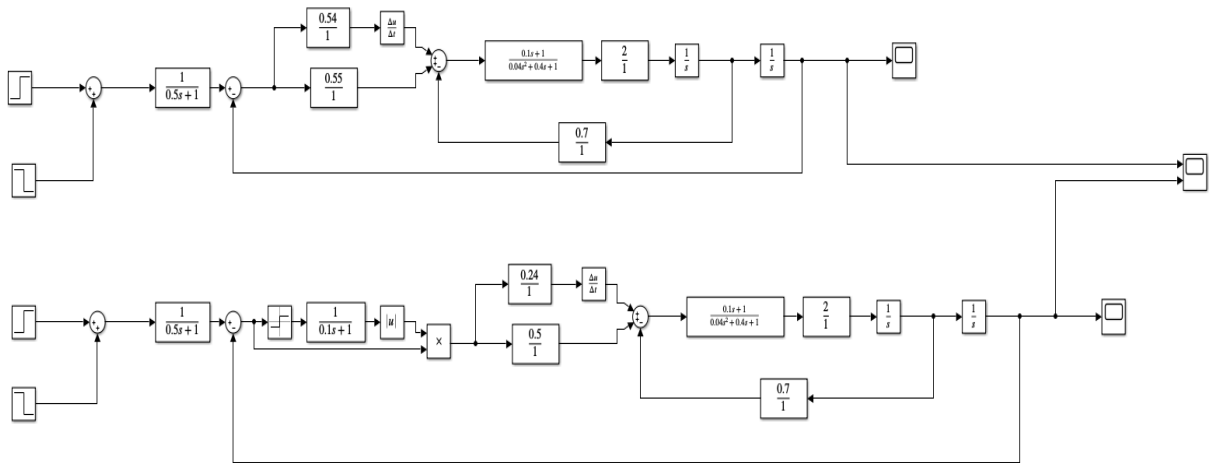 0.54
1
Δu
Δt
1
0.5s + 1
+
+
+
-
0.55
1
+
+
-
0.1s + 1
0.04s² + 0.4s + 1
2
1
1
s
1
s
0.7
1
1
0.5s + 1
+
+
+
-
1
0.1s + 1
|u|
×
0.24
1
Δu
Δt
0.5
1
+
+
-
0.1s + 1
0.04s² + 0.4s + 1
2
1
1
s
1
s
0.7
1